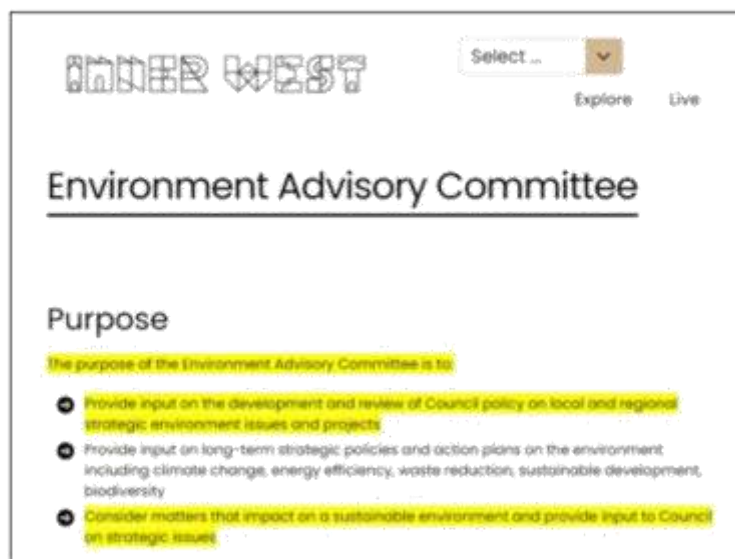 INNER WEST
Select ...
Explore Live
Environment Advisory Committee
Purpose
The purpose of the Environment Advisory Committee is to:
Provide input on the development and review of Council policy on local and regional
strategic environment issues and projects
Provide input on long-term strategic policies and action plans on the environment
including climate change, energy efficiency, waste reduction, sustainable development,
biodiversity
Consider matters that impact on a sustainable environment and provide input to Council
on strategic issues